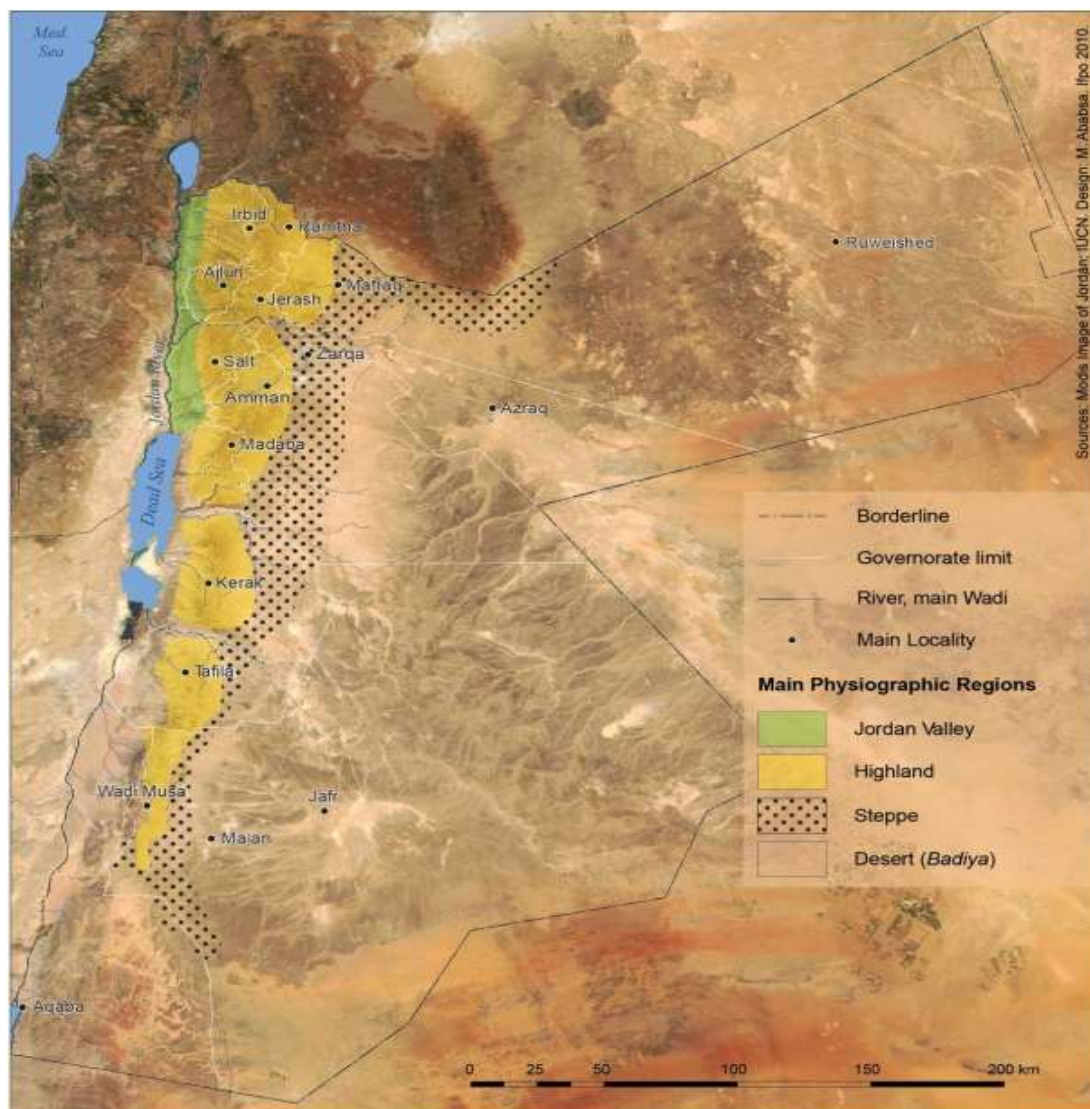 Med.
Sea
Irbid
Ramtha
Ajlun
Jerash
Mafraq
Ruweished
Jordan River
Salt
Zarqa
Amman
Azraq
Madaba
Dead Sea
Kerak
Tafila
Wadi Musa
Jafr
Maian
Aqaba
Borderline
Governorate limit
River, main Wadi
Main Locality
Main Physiographic Regions
Jordan Valley
Highland
Steppe
Desert (Badiya)
0 25 50 100 150 200 km
Sources: Modis Image of Jordan; IUCN, Design: M. Ababsa. Ifpo 2010.